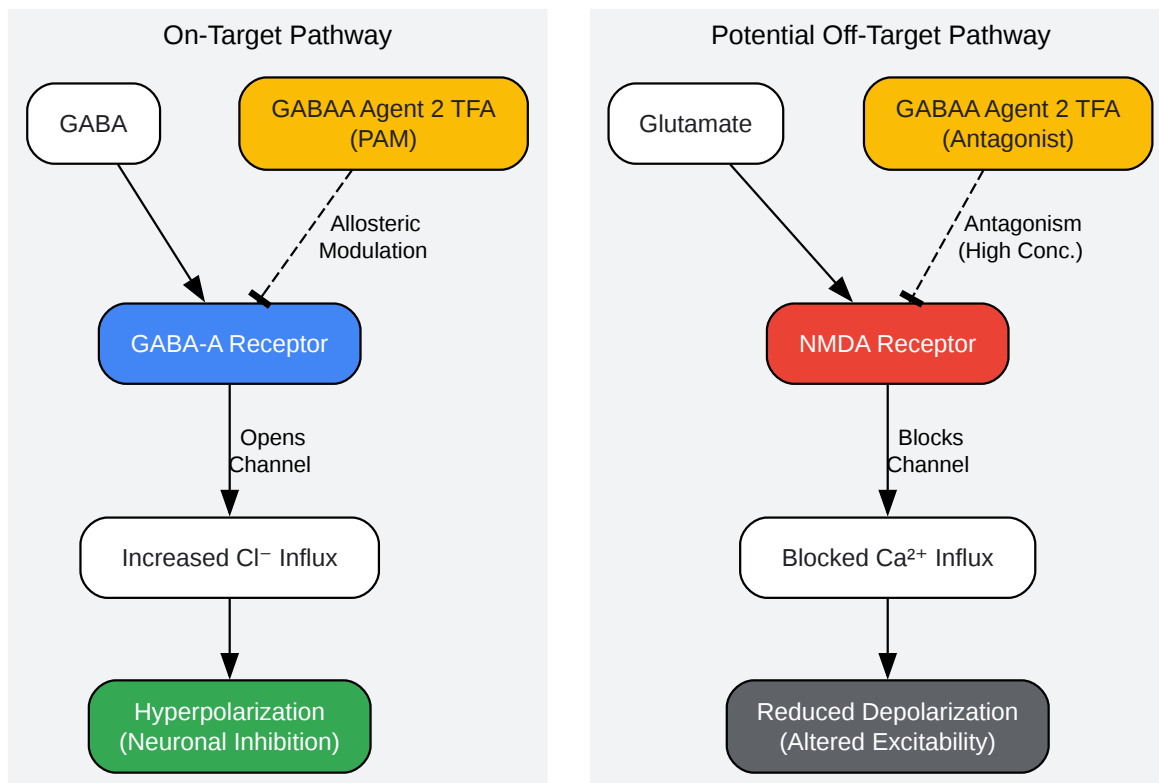 On-Target Pathway
GABA
GABAA Agent 2 TFA
(PAM)
Allosteric
Modulation
GABA-A Receptor
Opens
Channel
Increased Cl⁻ Influx
Hyperpolarization
(Neuronal Inhibition)
Potential Off-Target Pathway
Glutamate
GABAA Agent 2 TFA
(Antagonist)
Antagonism
(High Conc.)
NMDA Receptor
Blocks
Channel
Blocked Ca²⁺ Influx
Reduced Depolarization
(Altered Excitability)